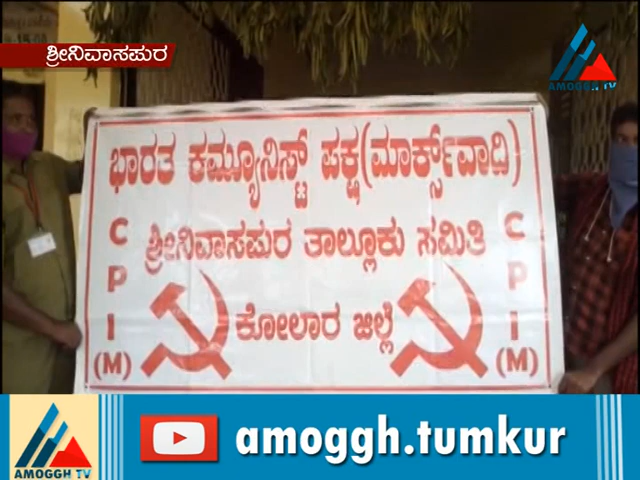 ಶ್ರೀನಿವಾಸಪುರ
AMOGGH TV
ಭಾರತ ಕಮ್ಯೂನಿಸ್ಟ್ ಪಕ್ಷ(ಮಾರ್ಕ್ಸ್‌ವಾದಿ)
ಶ್ರೀನಿವಾಸಪುರ ತಾಲ್ಲೂಕು ಸಮಿತಿ
CPI(M)
CPI(M)
ಕೋಲಾರ ಜಿಲ್ಲೆ
AMOGGH TV
amoggh.tumkur